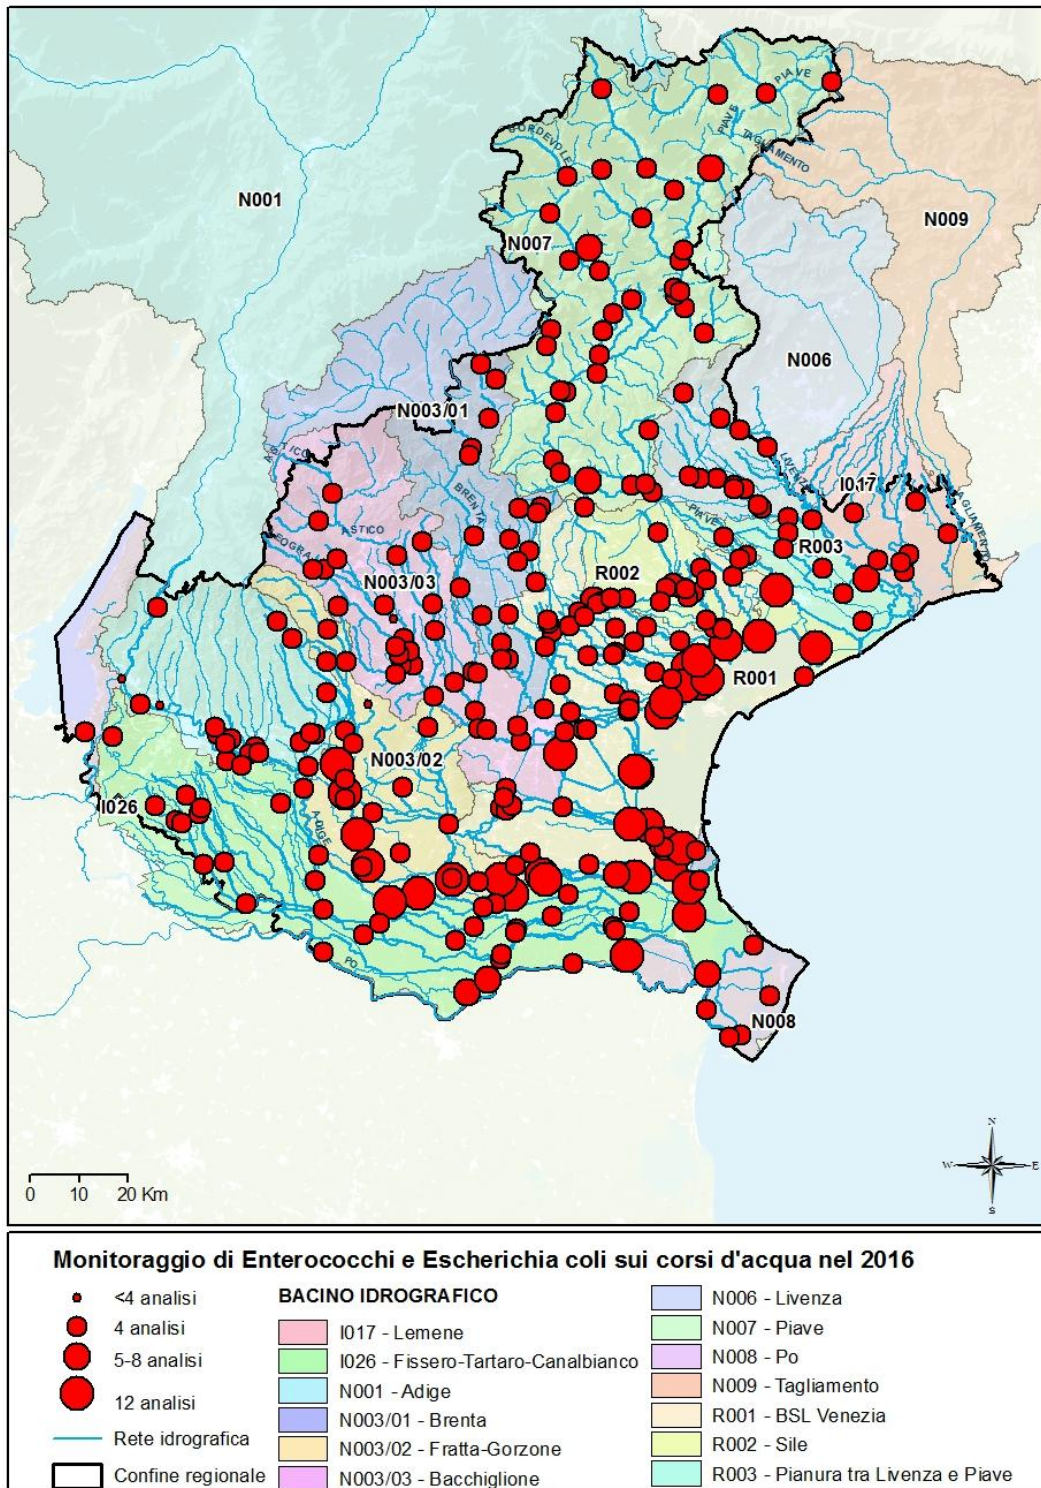 PIAVE
PIAVE
TAGLIAMENTO
N001
N009
N007
N006
N003/01
LIVENZA
I017
BRENTA
ASTICO
PIAVE
R003
N003/03
R002
R001
N003/02
I026
ADIGE
PO
N008
N
W
E
S
0 10 20 Km
Monitoraggio di Enterococchi e Escherichia coli sui corsi d'acqua nel 2016
<4 analisi
4 analisi
5-8 analisi
12 analisi
Rete idrografica
Confine regionale
BACINO IDROGRAFICO
I017 - Lemene
I026 - Fissero-Tartaro-Canalbianco
N001 - Adige
N003/01 - Brenta
N003/02 - Fratta-Gorzone
N003/03 - Bacchiglione
N006 - Livenza
N007 - Piave
N008 - Po
N009 - Tagliamento
R001 - BSL Venezia
R002 - Sile
R003 - Pianura tra Livenza e Piave